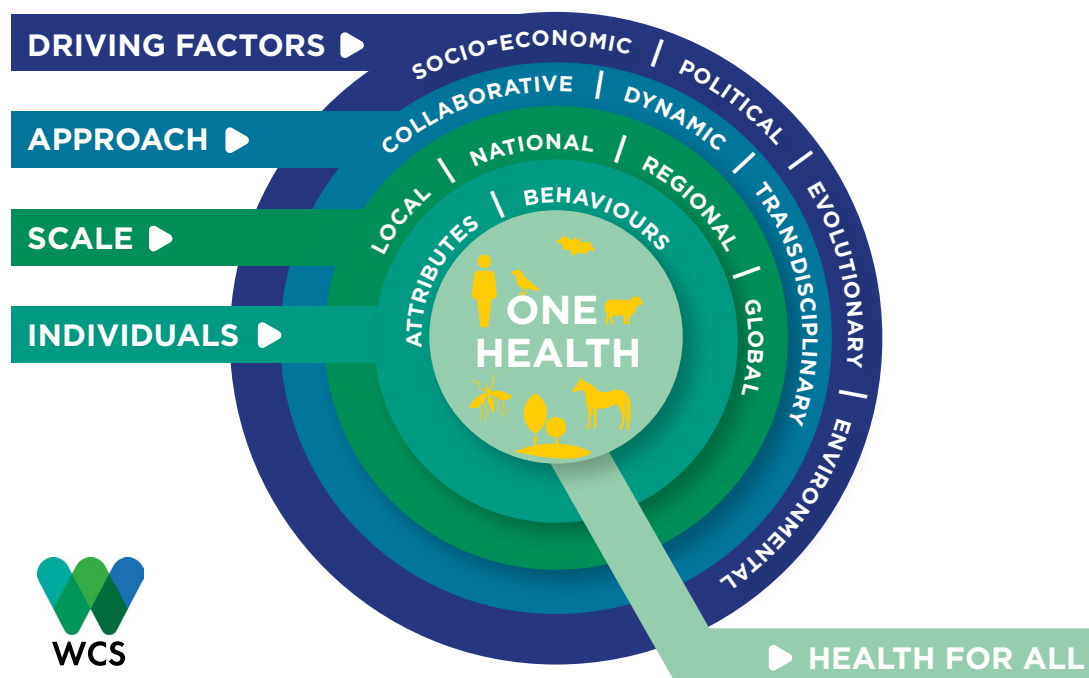 DRIVING FACTORS
SOCIO-ECONOMIC | POLITICAL | EVOLUTIONARY | ENVIRONMENTAL
APPROACH
COLLABORATIVE | DYNAMIC | TRANSDISCIPLINARY
SCALE
LOCAL | NATIONAL | REGIONAL | GLOBAL
INDIVIDUALS
ATTRIBUTES | BEHAVIOURS
ONE
HEALTH
WCS
HEALTH FOR ALL